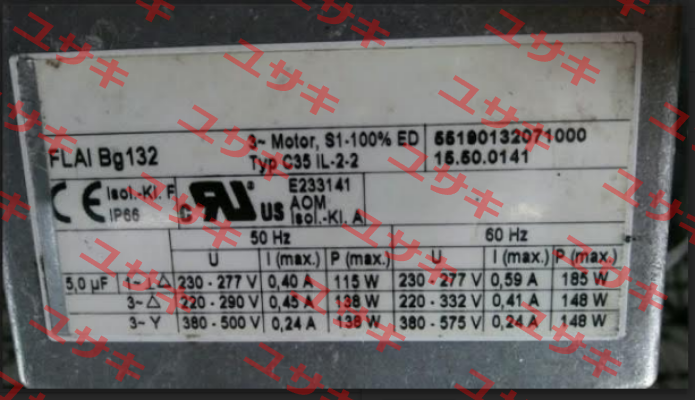 FLAI Bg132
3~ Motor, S1-100% ED
Typ C35 IL-2-2
55190132071000
15.50.0141
CE
Isol.-Kl. F
IP66
C RU US
E233141
AOM
Isol.-Kl. A
50 Hz 60 Hz
U I (max.) P (max.) U I (max.) P (max.)
5,0 µF 1~ ⊥△ 230 - 277 V 0,40 A 115 W 230 - 277 V 0,59 A 185 W
3~ △ 220 - 290 V 0,45 A 138 W 220 - 332 V 0,41 A 148 W
3~ Y 380 - 500 V 0,24 A 138 W 380 - 575 V 0,24 A 148 W
ユサキ